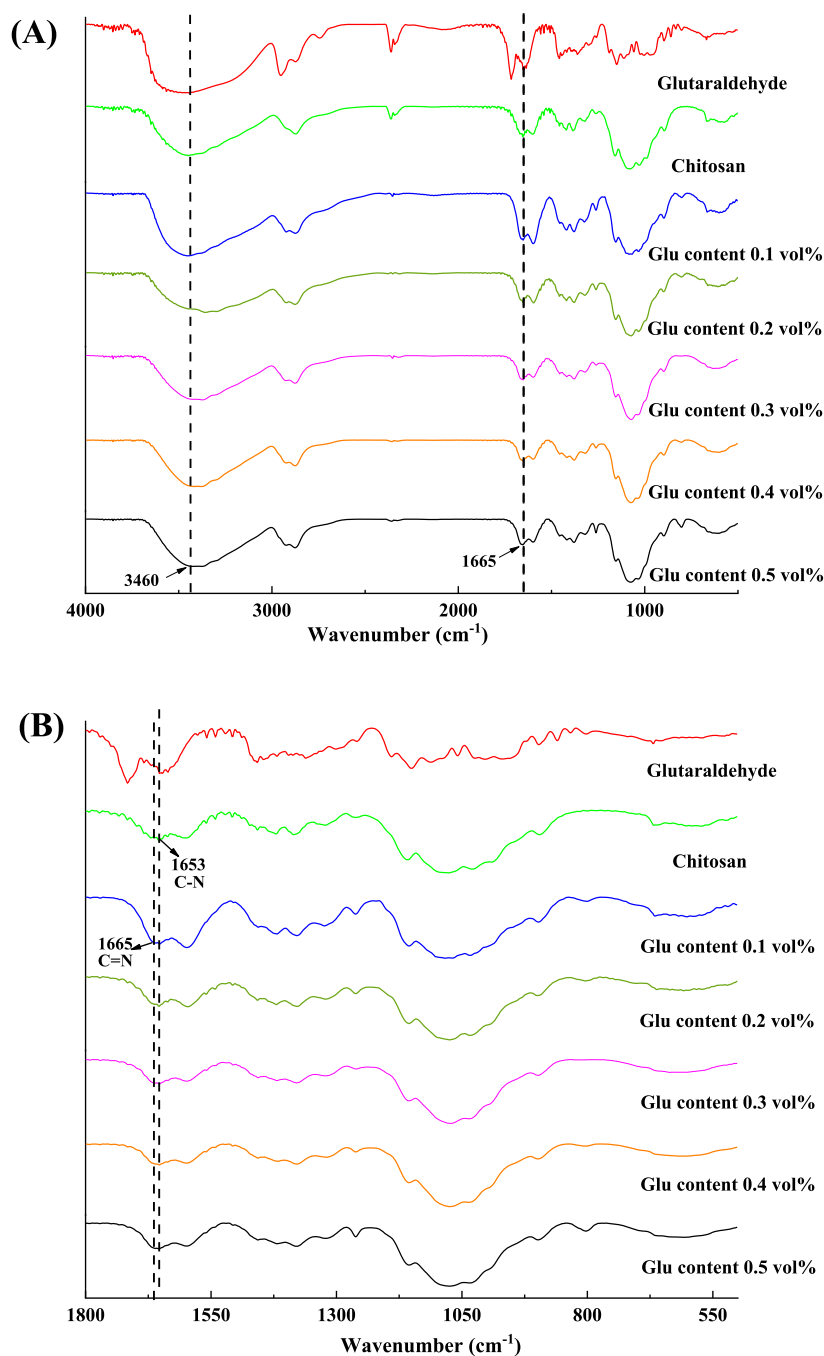 (A)
Glutaraldehyde
Chitosan
Glu content 0.1 vol%
Glu content 0.2 vol%
Glu content 0.3 vol%
Glu content 0.4 vol%
3460
1665
Glu content 0.5 vol%
4000 3000 2000 1000
Wavenumber (cm⁻¹)
(B)
Glutaraldehyde
1653
C-N
Chitosan
1665
C=N
Glu content 0.1 vol%
Glu content 0.2 vol%
Glu content 0.3 vol%
Glu content 0.4 vol%
Glu content 0.5 vol%
1800 1550 1300 1050 800 550
Wavenumber (cm⁻¹)